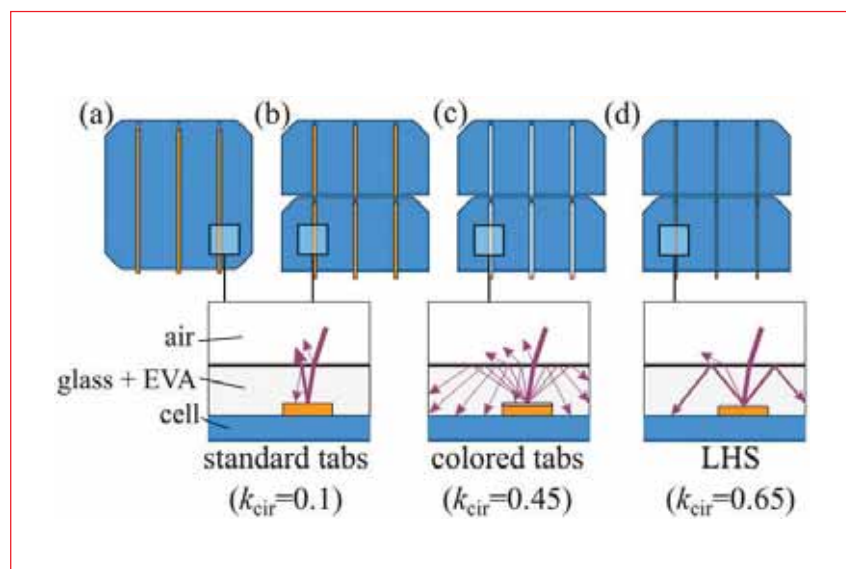 (a) (b) (c) (d)
air
glass + EVA
cell
standard tabs colored tabs LHS
(kcir=0.1) (kcir=0.45) (kcir=0.65)